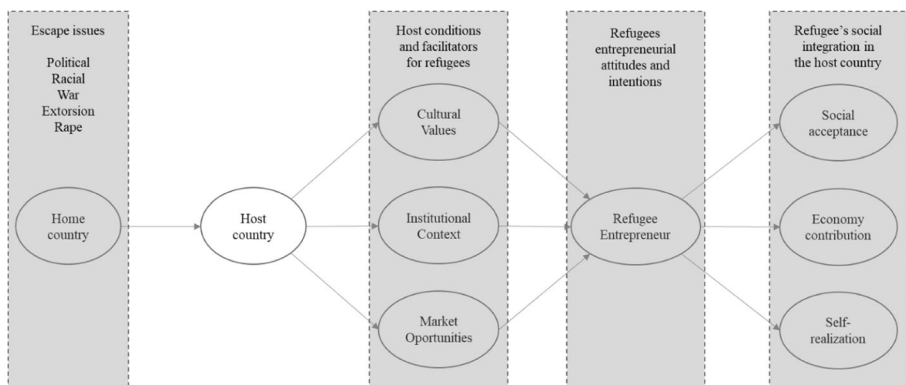 Escape issues
Political
Racial
War
Extorsion
Rape
Home
country
Host
country
Host conditions
and facilitators
for refugees
Cultural
Values
Institutional
Context
Market
Oportunities
Refugees
entrepreneurial
attitudes and
intentions
Refugee
Entrepreneur
Refugee's social
integration in
the host country
Social
acceptance
Economy
contribution
Self-
realization